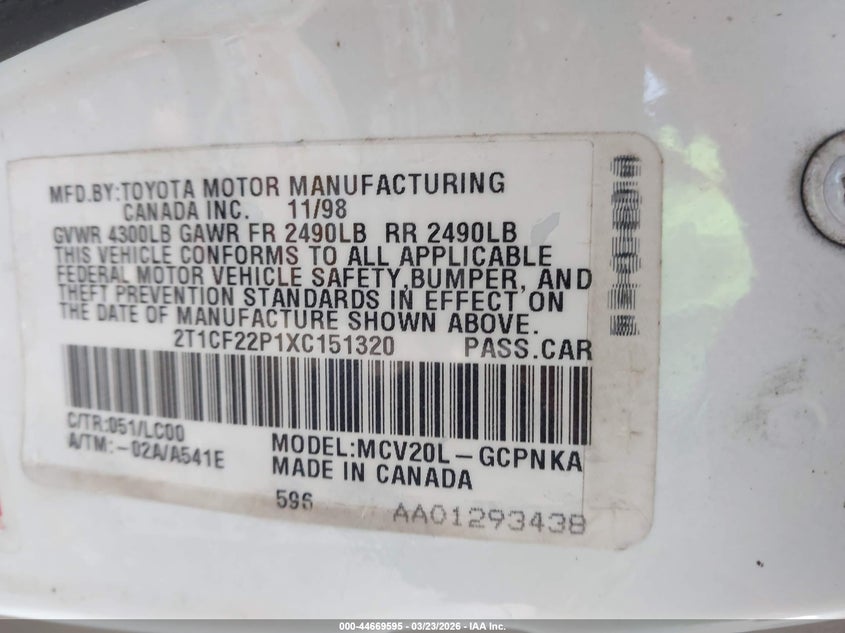 MFD.BY:TOYOTA MOTOR MANUFACTURING
CANADA INC. 11/98
GVWR 4300LB GAWR FR 2490LB RR 2490LB
THIS VEHICLE CONFORMS TO ALL APPLICABLE
FEDERAL MOTOR VEHICLE SAFETY,BUMPER, AND
THEFT PREVENTION STANDARDS IN EFFECT ON
THE DATE OF MANUFACTURE SHOWN ABOVE.
2T1CF22P1XC151320 PASS.CAR
C/TR:051/LC00
A/TM:-02A/A541E
MODEL:MCV20L-GCPNKA
MADE IN CANADA
596
AA01293438
000-44669595 - 03/23/2026 - IAA Inc.